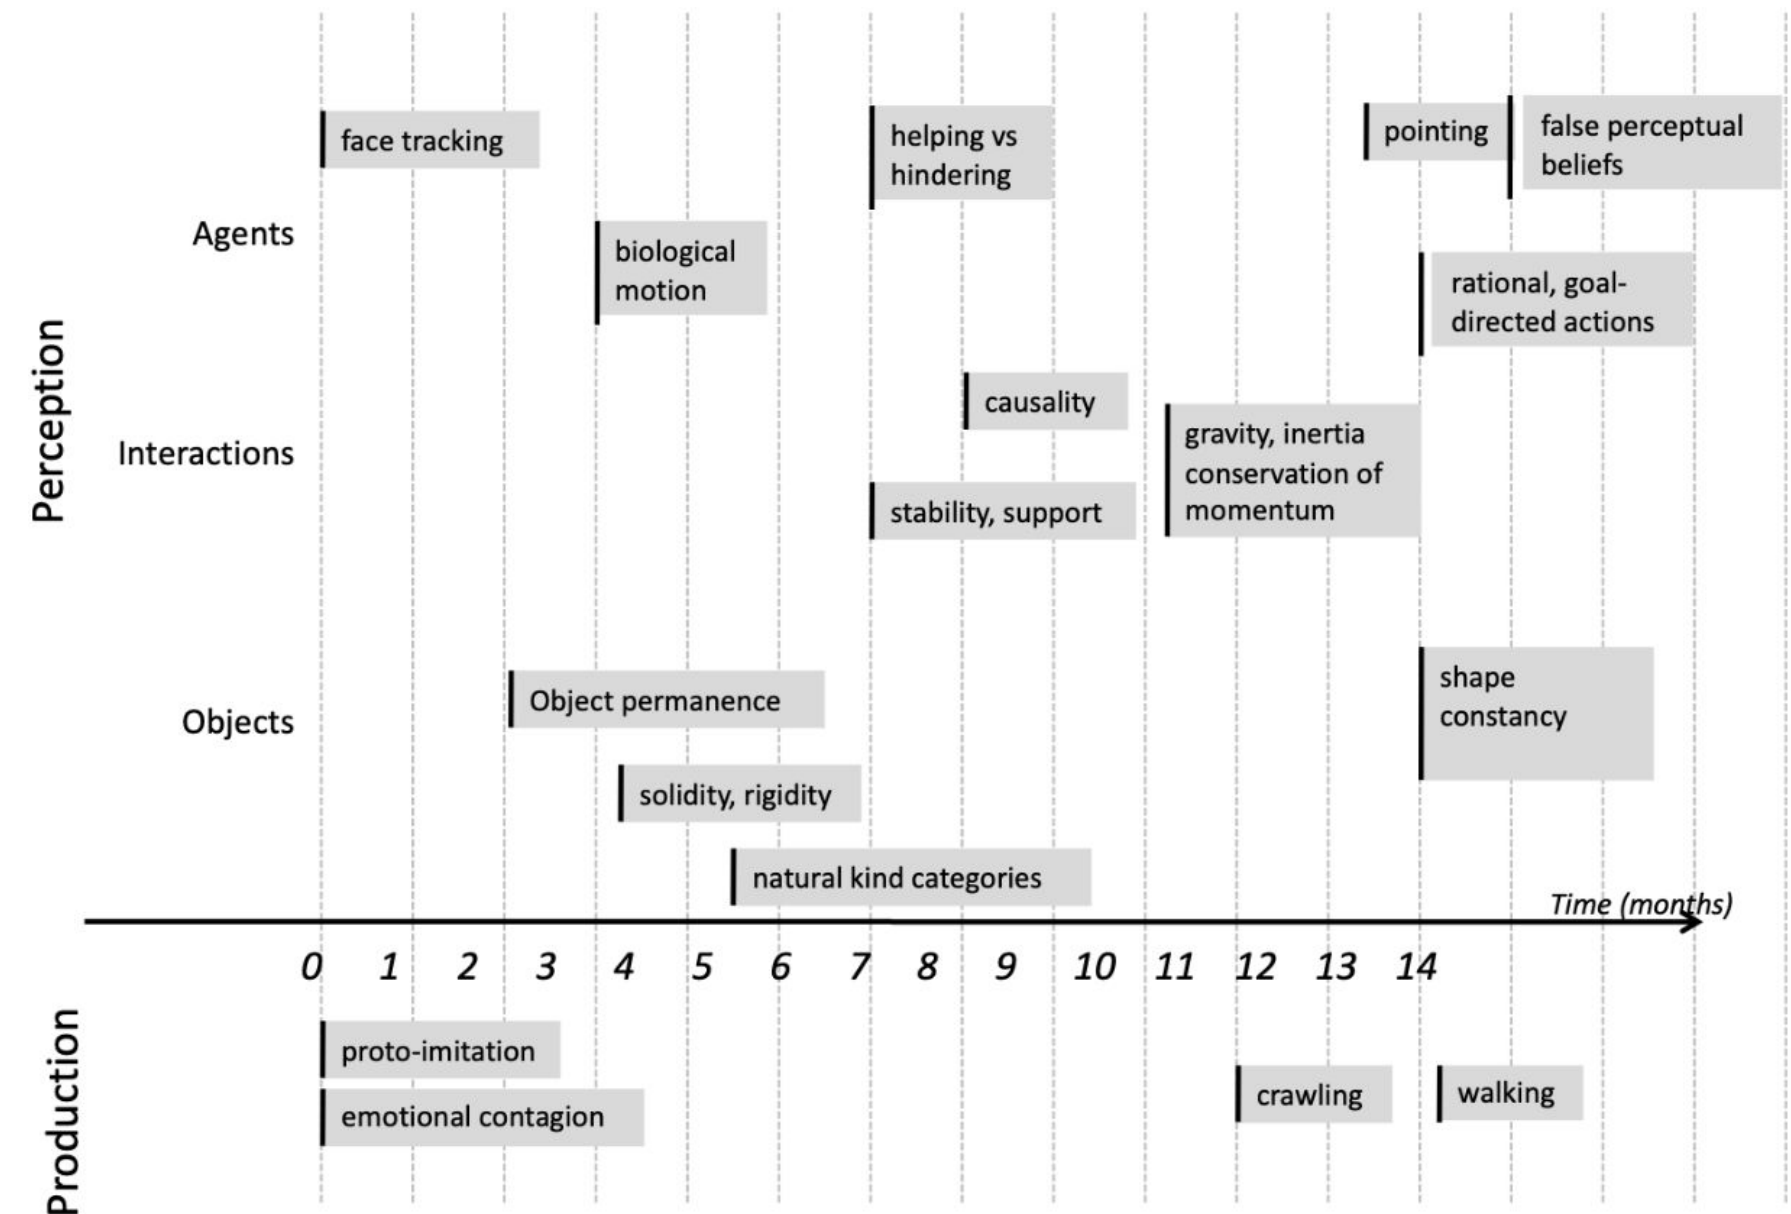 face tracking
helping vs
hindering
pointing
false perceptual
beliefs
Agents
biological
motion
rational, goal-
directed actions
Perception
causality
Interactions
gravity, inertia
conservation of
momentum
stability, support
Object permanence
shape
constancy
Objects
solidity, rigidity
natural kind categories
Time (months)
0 1 2 3 4 5 6 7 8 9 10 11 12 13 14
Production
proto-imitation
emotional contagion
crawling
walking